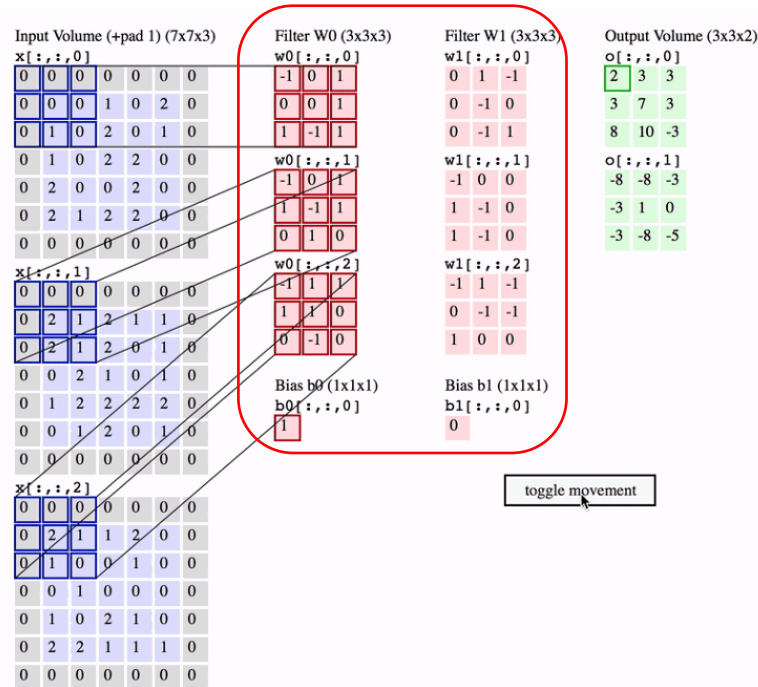 Input Volume (+pad 1) (7x7x3)
x[:,:,0]
0 0 0 0 0 0 0
0 0 0 1 0 2 0
0 1 0 2 0 1 0
0 1 0 2 2 0 0
0 2 0 0 2 0 0
0 2 1 2 2 0 0
0 0 0 0 0 0 0
x[:,:,1]
0 0 0 0 0 0 0
0 2 1 2 1 1 0
0 2 1 2 0 1 0
0 0 2 1 0 1 0
0 1 2 2 2 2 0
0 0 1 2 0 1 0
0 0 0 0 0 0 0
x[:,:,2]
0 0 0 0 0 0 0
0 2 1 1 2 0 0
0 1 0 0 1 0 0
0 0 1 0 0 0 0
0 1 0 2 1 0 0
0 2 2 1 1 1 0
0 0 0 0 0 0 0
Filter W0 (3x3x3)
w0[:,:,0]
-1 0 1
0 0 1
1 -1 1
w0[:,:,1]
-1 0 1
1 -1 1
0 1 0
w0[:,:,2]
-1 1 1
1 1 0
0 -1 0
Bias b0 (1x1x1)
b0[:,:,0]
1
Filter W1 (3x3x3)
w1[:,:,0]
0 1 -1
0 -1 0
0 -1 1
w1[:,:,1]
-1 0 0
1 -1 0
1 -1 0
w1[:,:,2]
-1 1 -1
0 -1 -1
1 0 0
Bias b1 (1x1x1)
b1[:,:,0]
0
Output Volume (3x3x2)
o[:,:,0]
2 3 3
3 7 3
8 10 -3
o[:,:,1]
-8 -8 -3
-3 1 0
-3 -8 -5
toggle movement